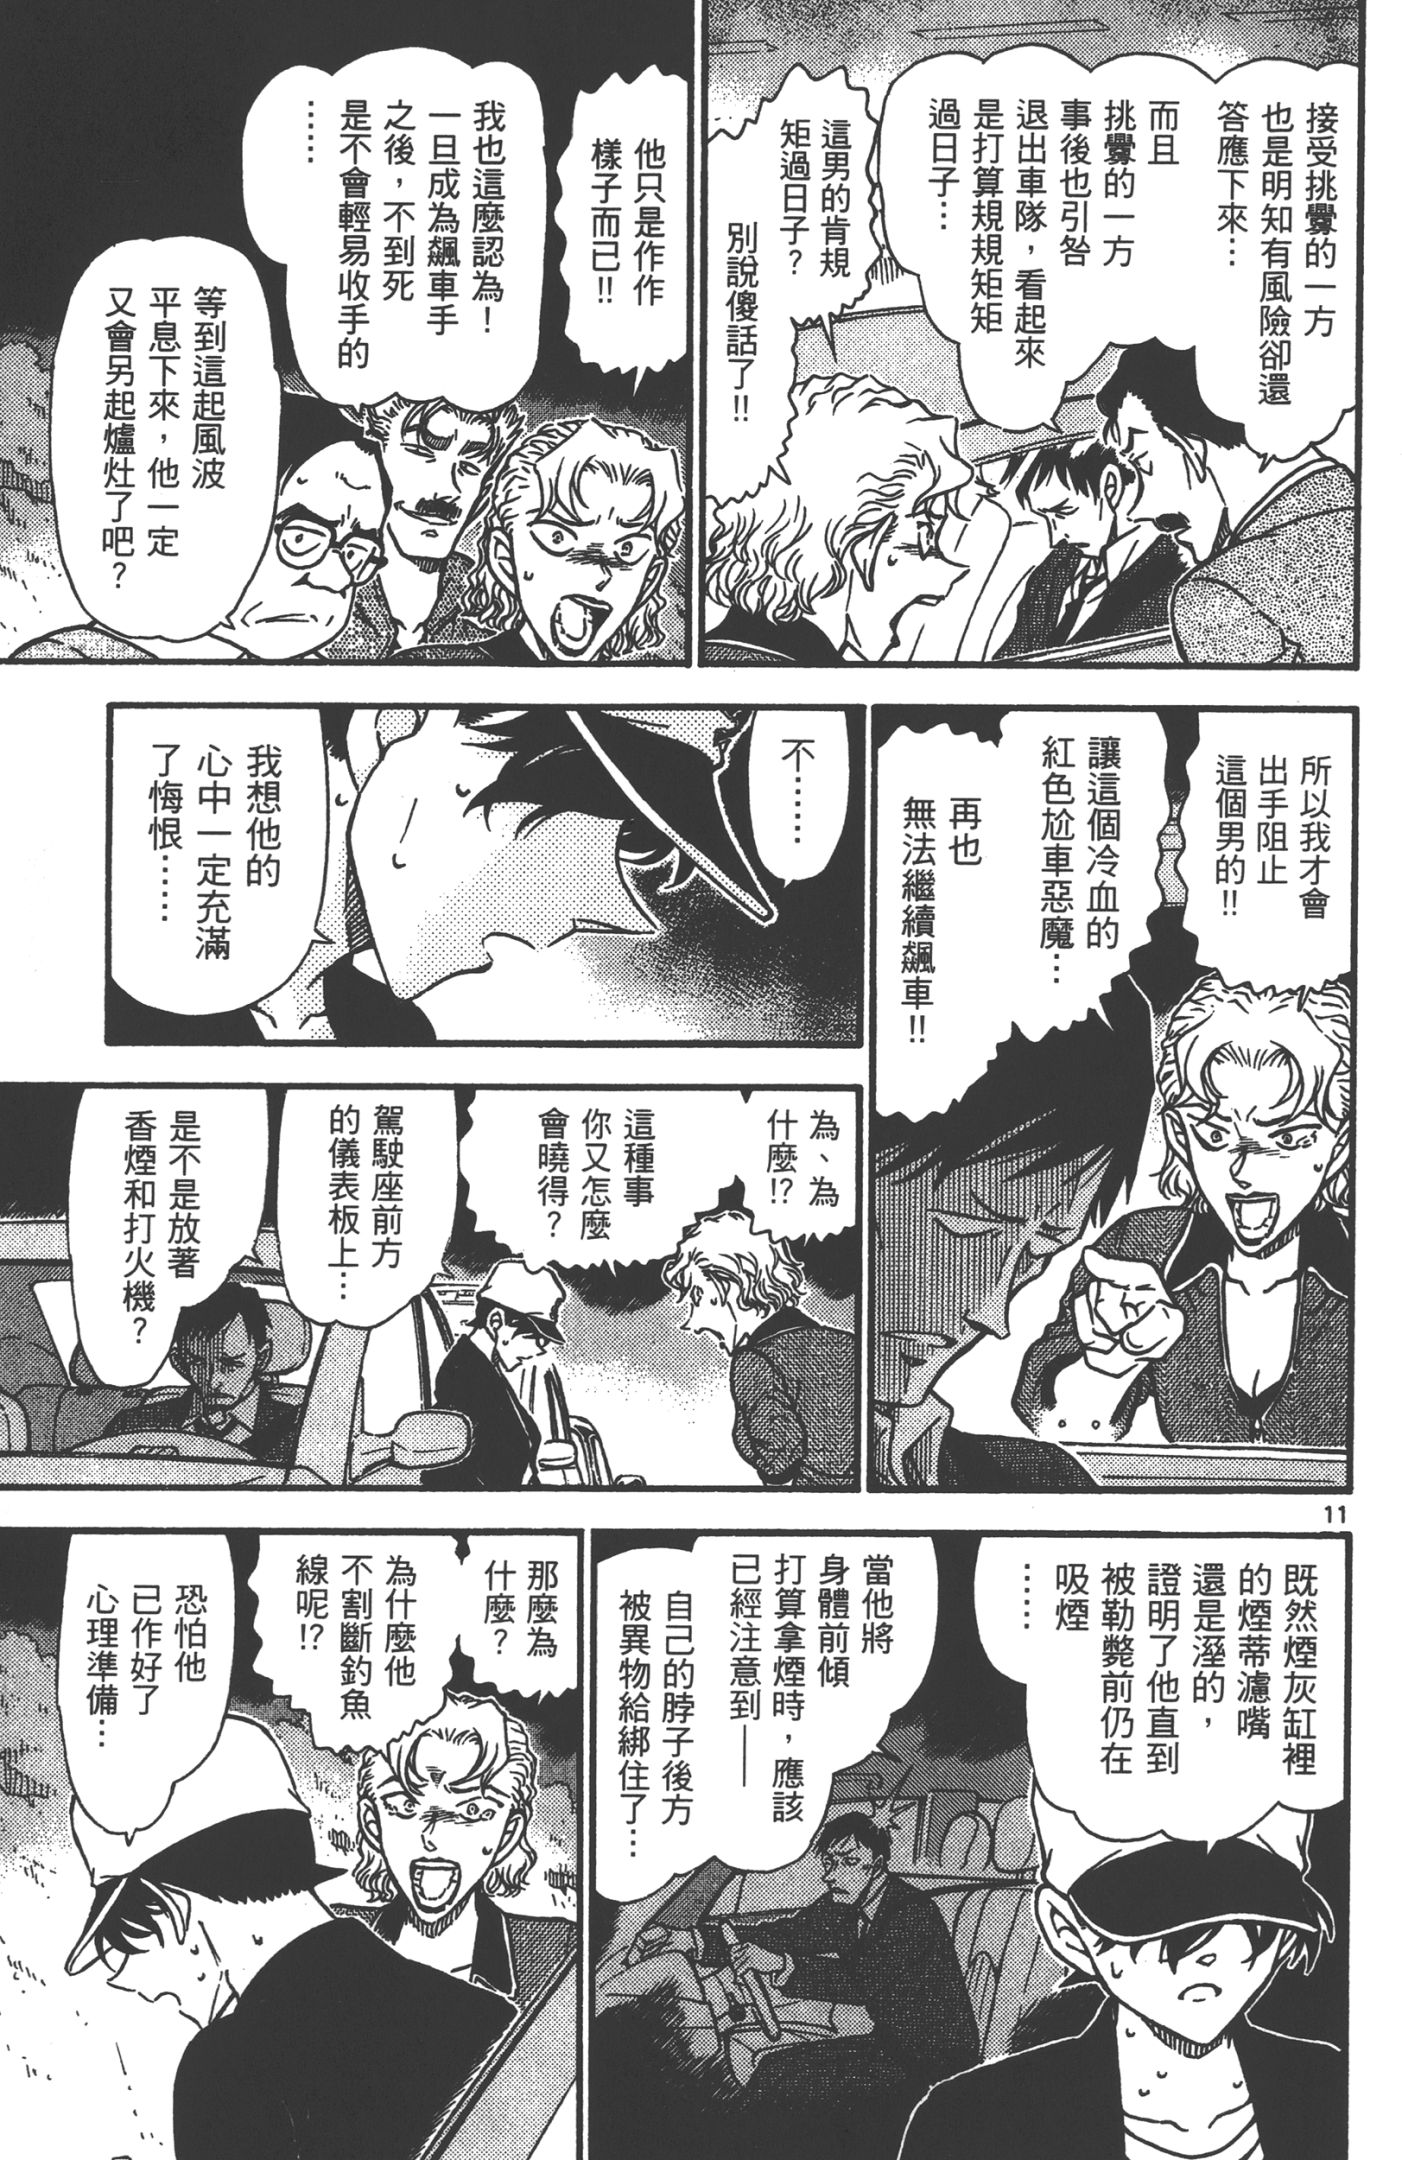 接受挑釁的一方
也是明知有風險卻還
答應下來…
而且
挑釁的一方
事後也引咎
退出車隊，看起來
是打算規規矩矩
過日子…
這男的肯規
矩過日子？
別說傻話了!!
他只是作作
樣子而已!!
我也這麼認為！
一旦成為飆車手
之後，不到死
是不會輕易收手的
……
等到這起風波
平息下來，他一定
又會另起爐灶了吧？
所以我才會
出手阻止
這個男的!!
讓這個冷血的
紅色尬車惡魔…
再也
無法繼續飆車!!
不……
我想他的
心中一定充滿
了悔恨……
為、為
什麼!?
這種事
你又怎麼
會曉得？
駕駛座前方
的儀表板上…
是不是放著
香煙和打火機？
11
既然煙灰缸裡
的煙蒂濾嘴
還是溼的，
證明了他直到
被勒斃前仍在
吸煙
……
當他將
身體前傾
打算拿煙時，應該
已經注意到——
自己的脖子後方
被異物給綁住了…
那麼為
什麼？
為什麼他
不割斷釣魚
線呢!?
恐怕他
已作好了
心理準備…